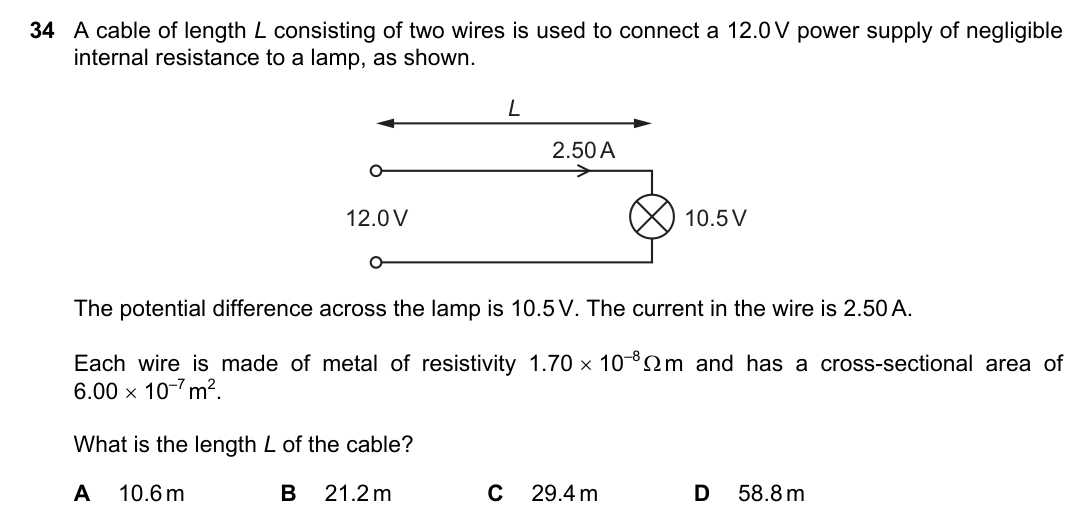 34 A cable of length L consisting of two wires is used to connect a 12.0 V power supply of negligible
internal resistance to a lamp, as shown.
L
2.50 A
12.0 V
10.5 V
The potential difference across the lamp is 10.5 V. The current in the wire is 2.50 A.
Each wire is made of metal of resistivity 1.70 × 10⁻⁸ Ω m and has a cross-sectional area of
6.00 × 10⁻⁷ m².
What is the length L of the cable?
A 10.6 m B 21.2 m C 29.4 m D 58.8 m